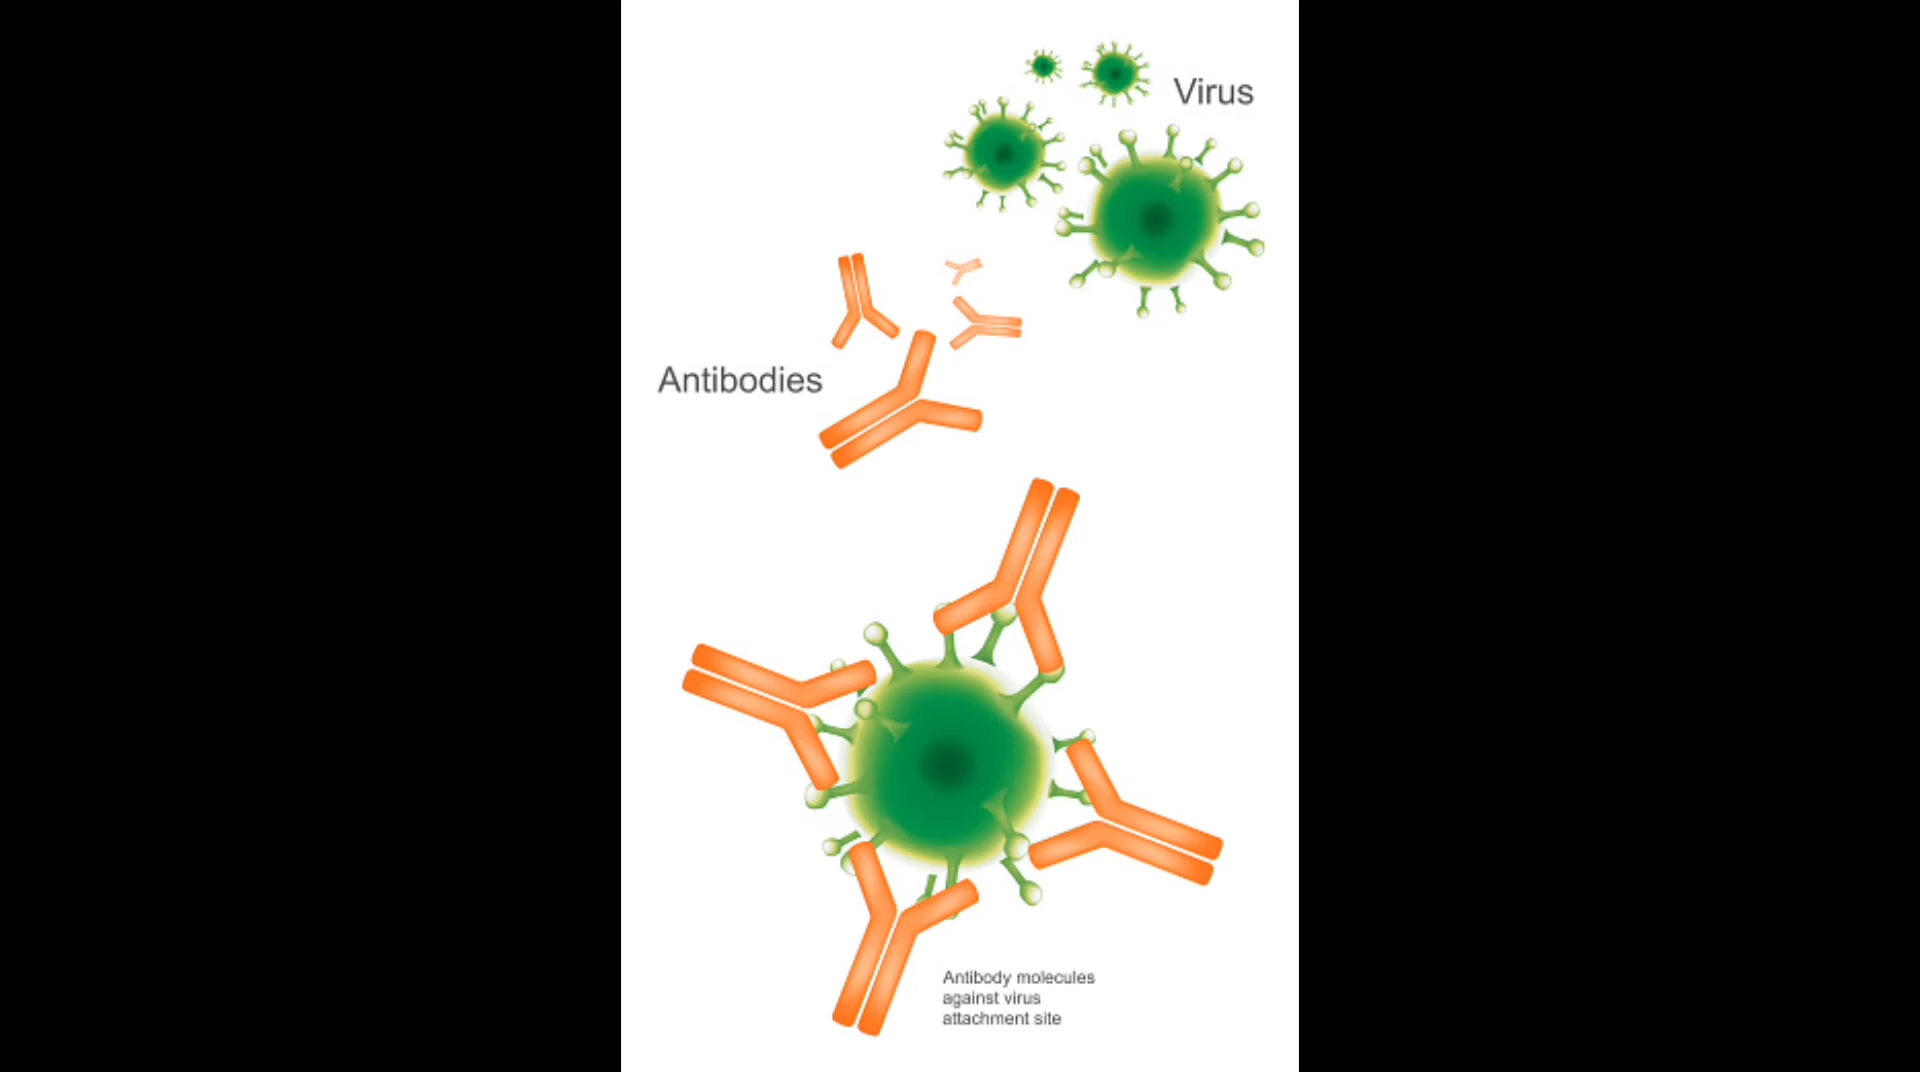 Virus
Antibodies
Antibody molecules
against virus
attachment site